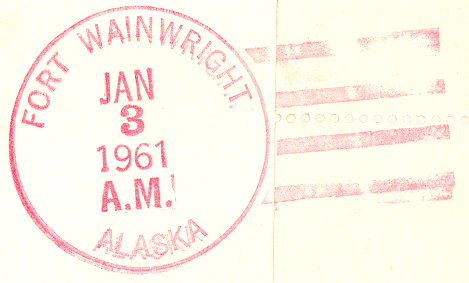 FORT WAINWRIGHT,
JAN
3
1961
A.M.
ALASKA